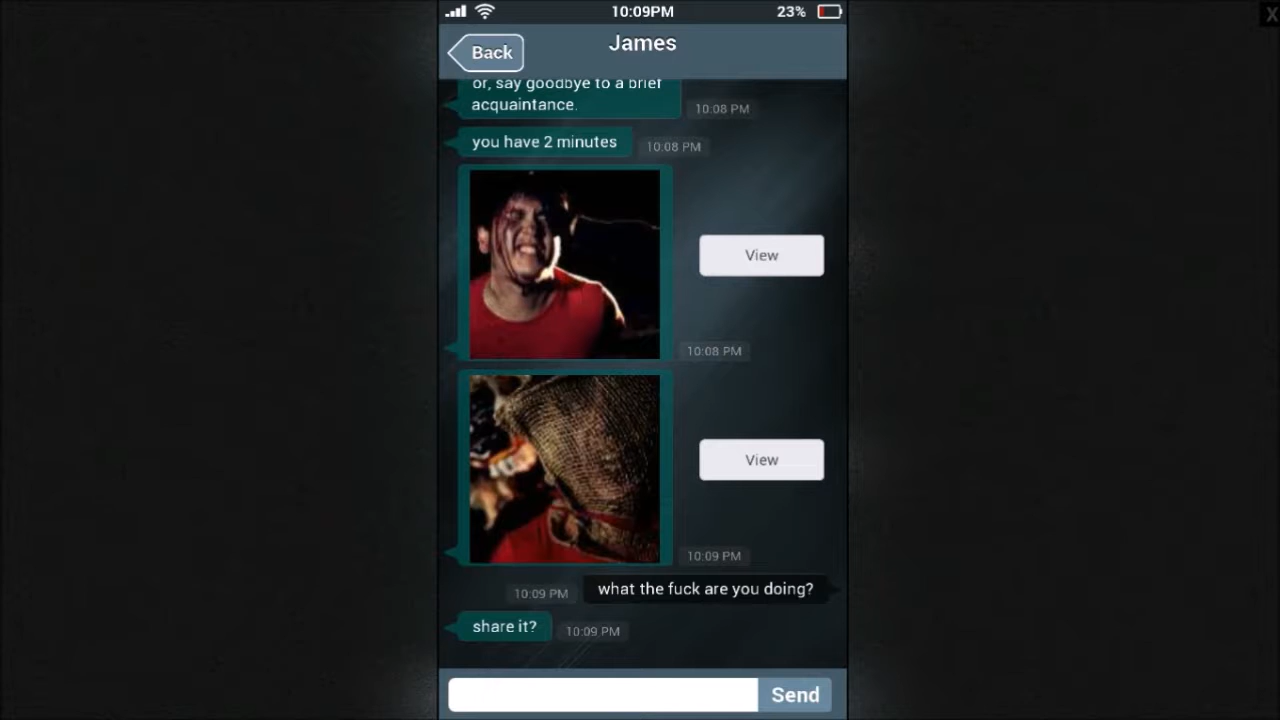 10:09PM
23%
X
Back
James
or, say goodbye to a brief
acquaintance.
10:08 PM
you have 2 minutes
10:08 PM
View
10:08 PM
View
10:09 PM
10:09 PM
what the fuck are you doing?
share it?
10:09 PM
Send